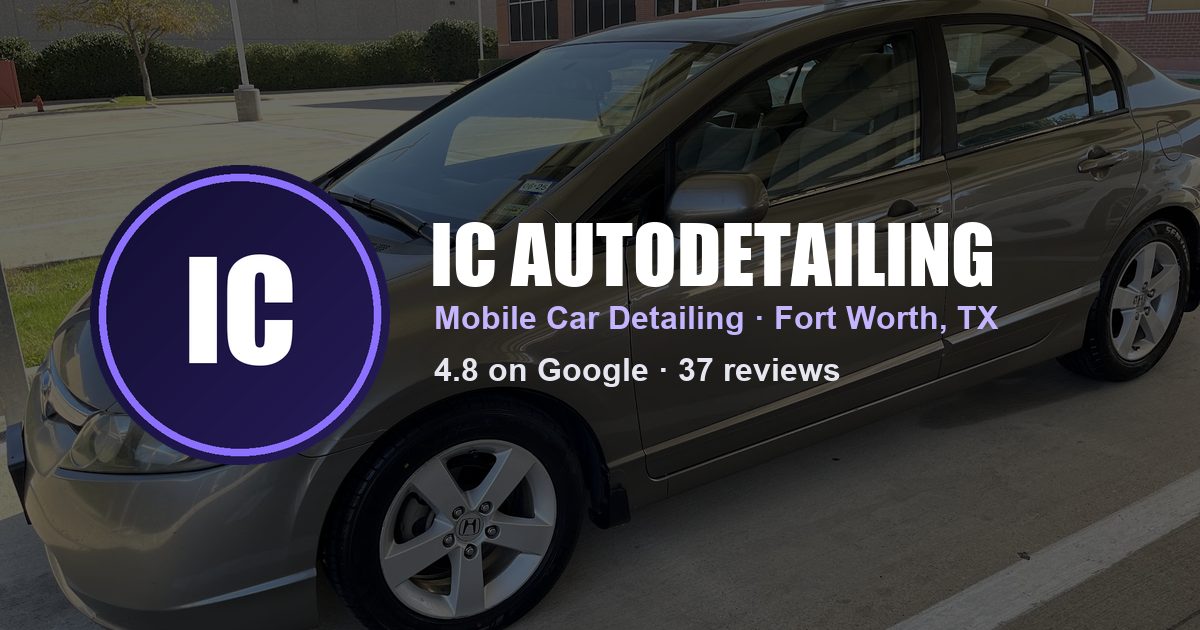 IC
IC AUTODETAILING
Mobile Car Detailing · Fort Worth, TX
4.8 on Google · 37 reviews